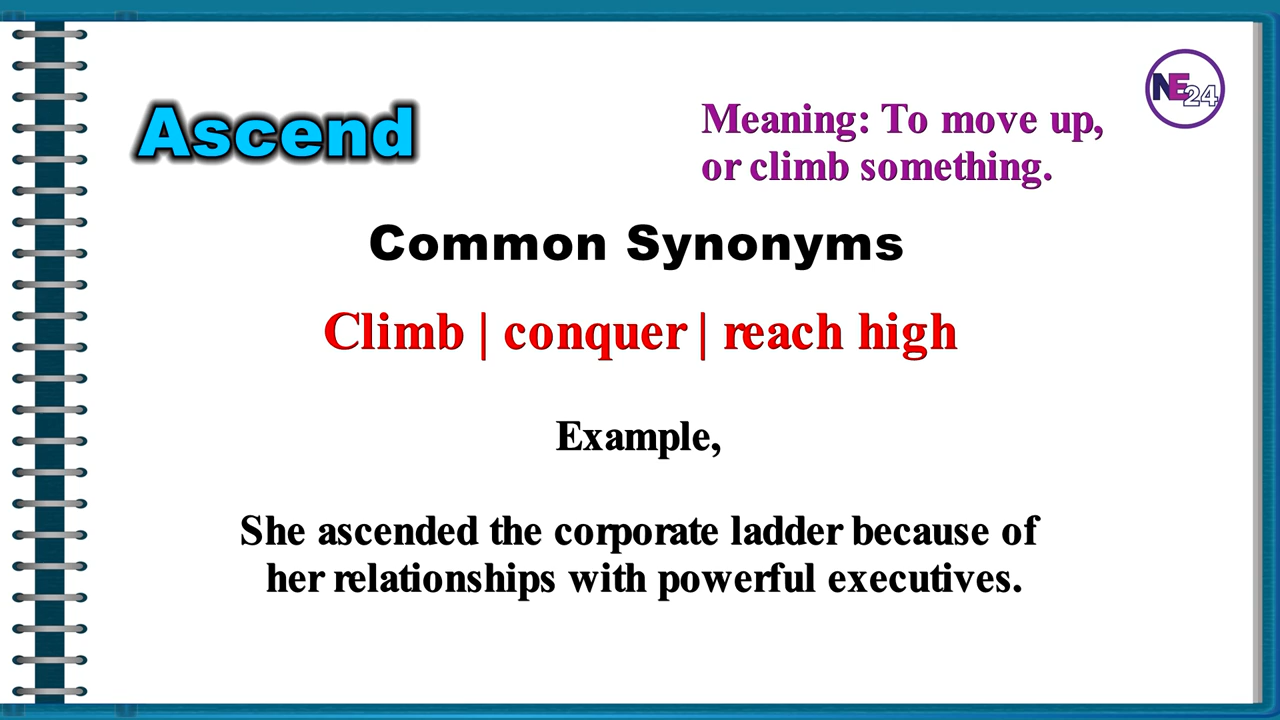 Ascend
Meaning: To move up,
or climb something.
NE24
Common Synonyms
Climb | conquer | reach high
Example,
She ascended the corporate ladder because of
her relationships with powerful executives.